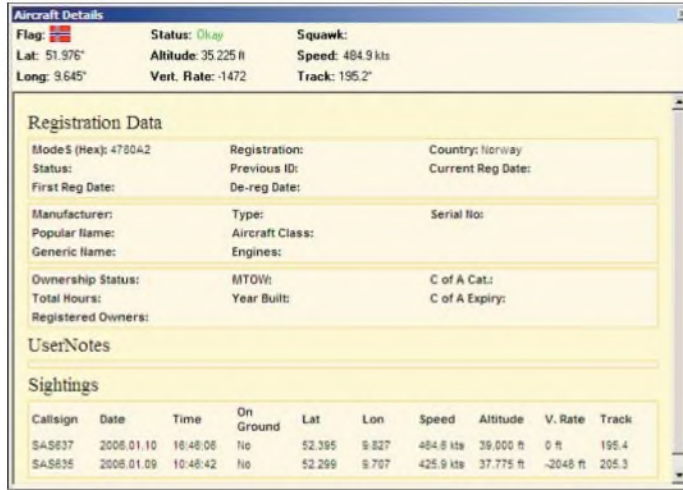 Aircraft Details
Flag: Status: Okay Squawk:
Lat: 51.976° Altitude: 35.225 ft Speed: 484.9 kts
Long: 9.645° Vert. Rate: -1472 Track: 195.2°
Registration Data
ModeS (Hex): 4780A2 Registration: Country: Norway
Status: Previous ID: Current Reg Date:
First Reg Date: De-reg Date:
Manufacturer: Type: Serial No:
Popular Name: Aircraft Class:
Generic Name: Engines:
Ownership Status: MTOW: C of A Cat.:
Total Hours: Year Built: C of A Expiry:
Registered Owners:
UserNotes
Sightings
Callsign Date Time On Ground Lat Lon Speed Altitude V. Rate Track
SAS637 2006.01.10 16:46:06 No 52.395 9.827 484.6 kts 39,000 ft 0 ft 195.4
SAS635 2006.01.09 10:46:42 No 52.299 9.707 425.9 kts 37.775 ft -2048 ft 205.3